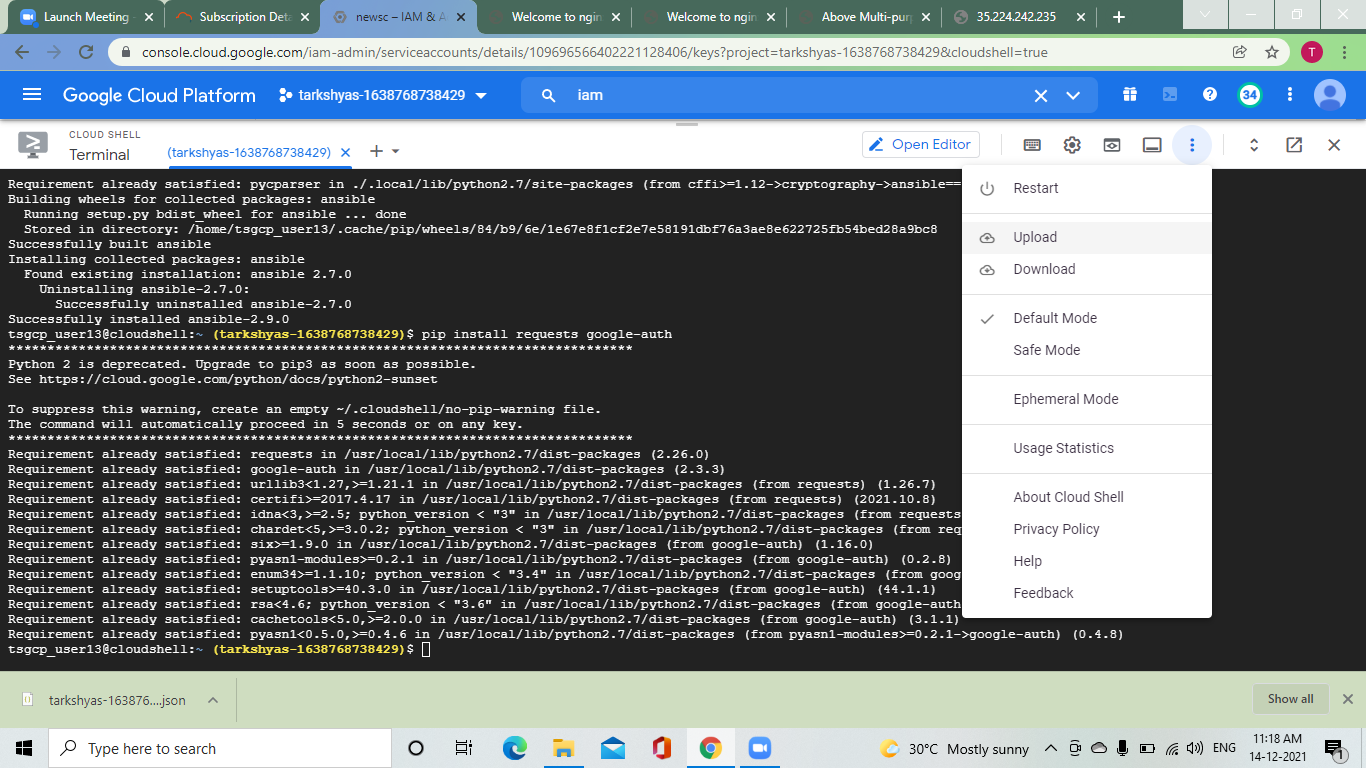 Launch Meeting -
Subscription Deta
newsc – IAM & A
Welcome to ngin
Welcome to ngin
Above Multi-pur
35.224.242.235
console.cloud.google.com/iam-admin/serviceaccounts/details/109696566402221128406/keys?project=tarkshyas-1638768738429&cloudshell=true
T
Google Cloud Platform
tarkshyas-1638768738429
iam
34
CLOUD SHELL
Terminal
(tarkshyas-1638768738429)
Open Editor
Requirement already satisfied: pycparser in ./.local/lib/python2.7/site-packages (from cffi>=1.12->cryptography->ansible==
Building wheels for collected packages: ansible
Running setup.py bdist_wheel for ansible ... done
Stored in directory: /home/tsgcp_user13/.cache/pip/wheels/84/b9/6e/1e67e8f1cf2e7e58191dbf76a3ae8e622725fb54bed28a9bc8
Successfully built ansible
Installing collected packages: ansible
Found existing installation: ansible 2.7.0
Uninstalling ansible-2.7.0:
Successfully uninstalled ansible-2.7.0
Successfully installed ansible-2.9.0
tsgcp_user13@cloudshell:~ (tarkshyas-1638768738429)$ pip install requests google-auth
********************************************************************************
Python 2 is deprecated. Upgrade to pip3 as soon as possible.
See https://cloud.google.com/python/docs/python2-sunset
To suppress this warning, create an empty ~/.cloudshell/no-pip-warning file.
The command will automatically proceed in 5 seconds or on any key.
********************************************************************************
Requirement already satisfied: requests in /usr/local/lib/python2.7/dist-packages (2.26.0)
Requirement already satisfied: google-auth in /usr/local/lib/python2.7/dist-packages (2.3.3)
Requirement already satisfied: urllib3<1.27,>=1.21.1 in /usr/local/lib/python2.7/dist-packages (from requests) (1.26.7)
Requirement already satisfied: certifi>=2017.4.17 in /usr/local/lib/python2.7/dist-packages (from requests) (2021.10.8)
Requirement already satisfied: idna<3,>=2.5; python_version < "3" in /usr/local/lib/python2.7/dist-packages (from requests
Requirement already satisfied: chardet<5,>=3.0.2; python_version < "3" in /usr/local/lib/python2.7/dist-packages (from req
Requirement already satisfied: six>=1.9.0 in /usr/local/lib/python2.7/dist-packages (from google-auth) (1.16.0)
Requirement already satisfied: pyasn1-modules>=0.2.1 in /usr/local/lib/python2.7/dist-packages (from google-auth) (0.2.8)
Requirement already satisfied: enum34>=1.1.10; python_version < "3.4" in /usr/local/lib/python2.7/dist-packages (from goog
Requirement already satisfied: setuptools>=40.3.0 in /usr/local/lib/python2.7/dist-packages (from google-auth) (44.1.1)
Requirement already satisfied: rsa<4.6; python_version < "3.6" in /usr/local/lib/python2.7/dist-packages (from google-auth
Requirement already satisfied: cachetools<5.0,>=2.0.0 in /usr/local/lib/python2.7/dist-packages (from google-auth) (3.1.1)
Requirement already satisfied: pyasn1<0.5.0,>=0.4.6 in /usr/local/lib/python2.7/dist-packages (from pyasn1-modules>=0.2.1->google-auth) (0.4.8)
tsgcp_user13@cloudshell:~ (tarkshyas-1638768738429)$
Restart
Upload
Download
Default Mode
Safe Mode
Ephemeral Mode
Usage Statistics
About Cloud Shell
Privacy Policy
Help
Feedback
tarkshyas-163876....json
Show all
Type here to search
30°C Mostly sunny
ENG
11:18 AM
14-12-2021
1